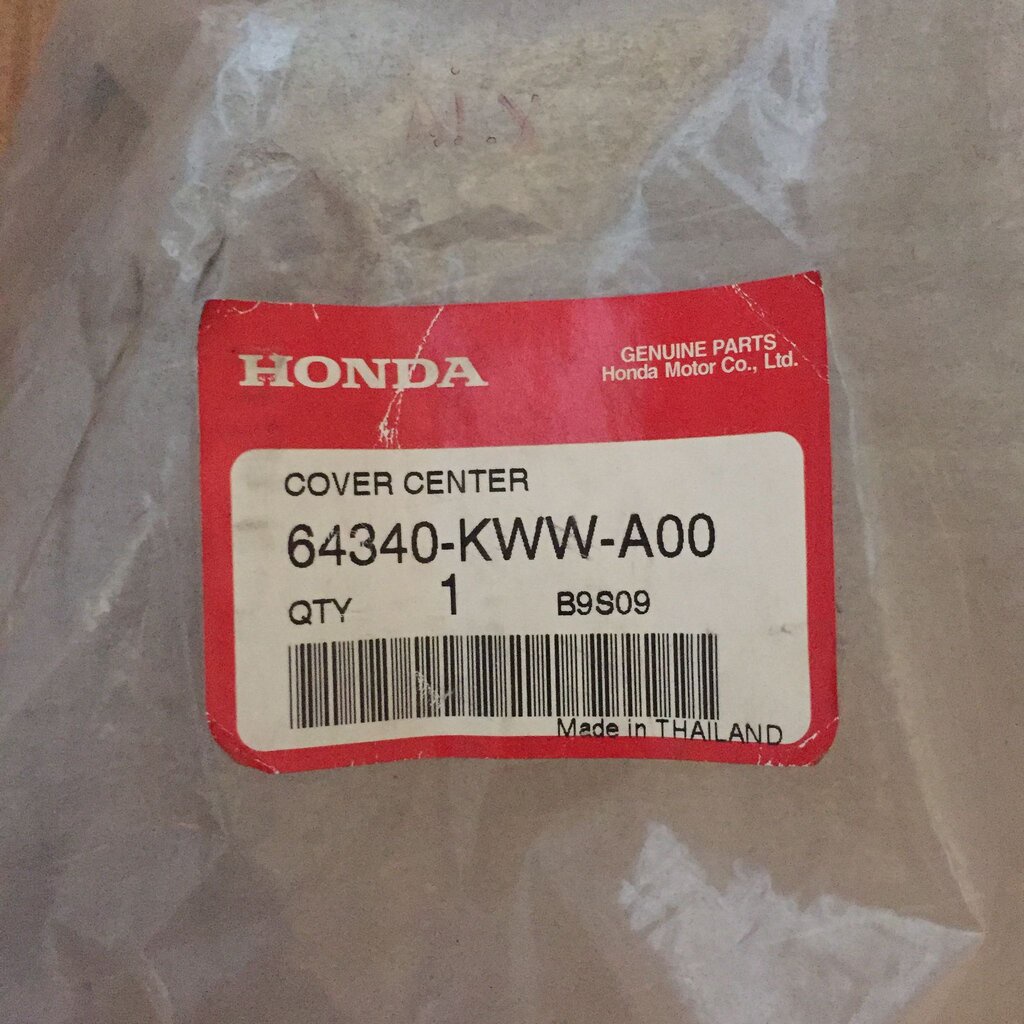 HONDA
GENUINE PARTS
Honda Motor Co., Ltd.
COVER CENTER
64340-KWW-A00
QTY 1 B9S09
Made in THAILAND